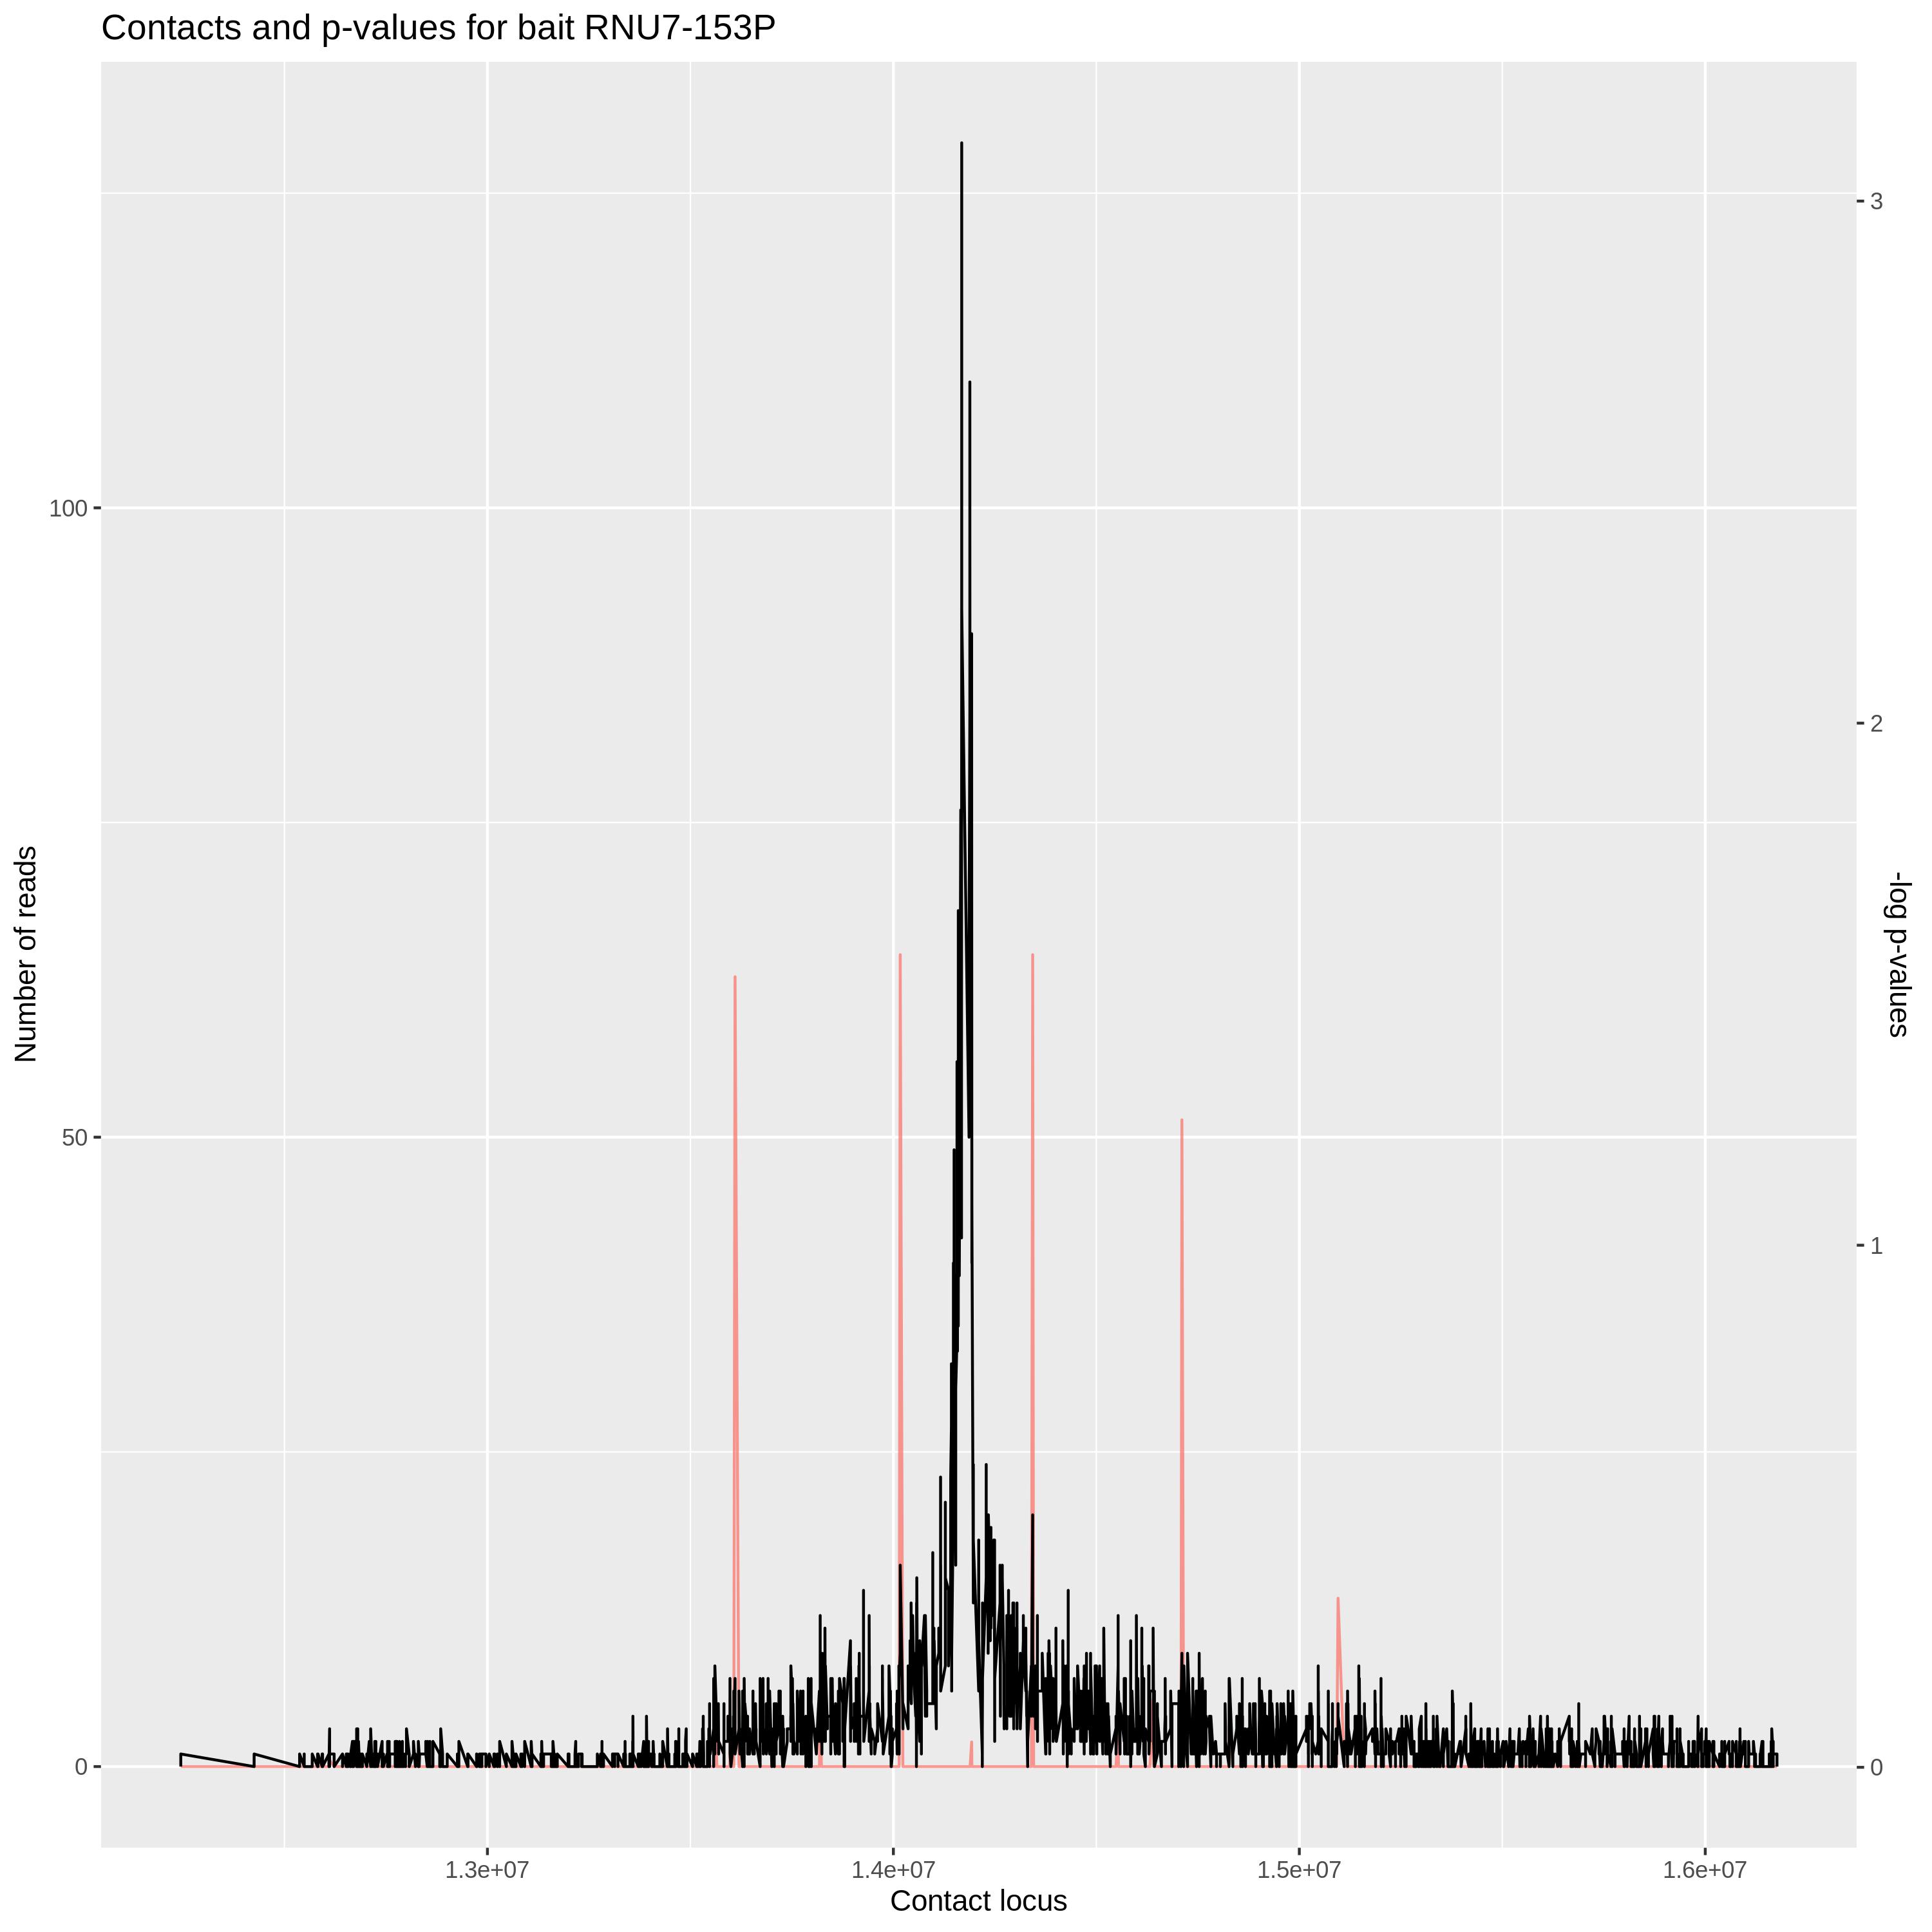 Contacts and p-values for bait RNU7-153P
Number of reads
100
50
0
3
2
1
0
-log p-values
1.3e+07
1.4e+07
1.5e+07
1.6e+07
Contact locus